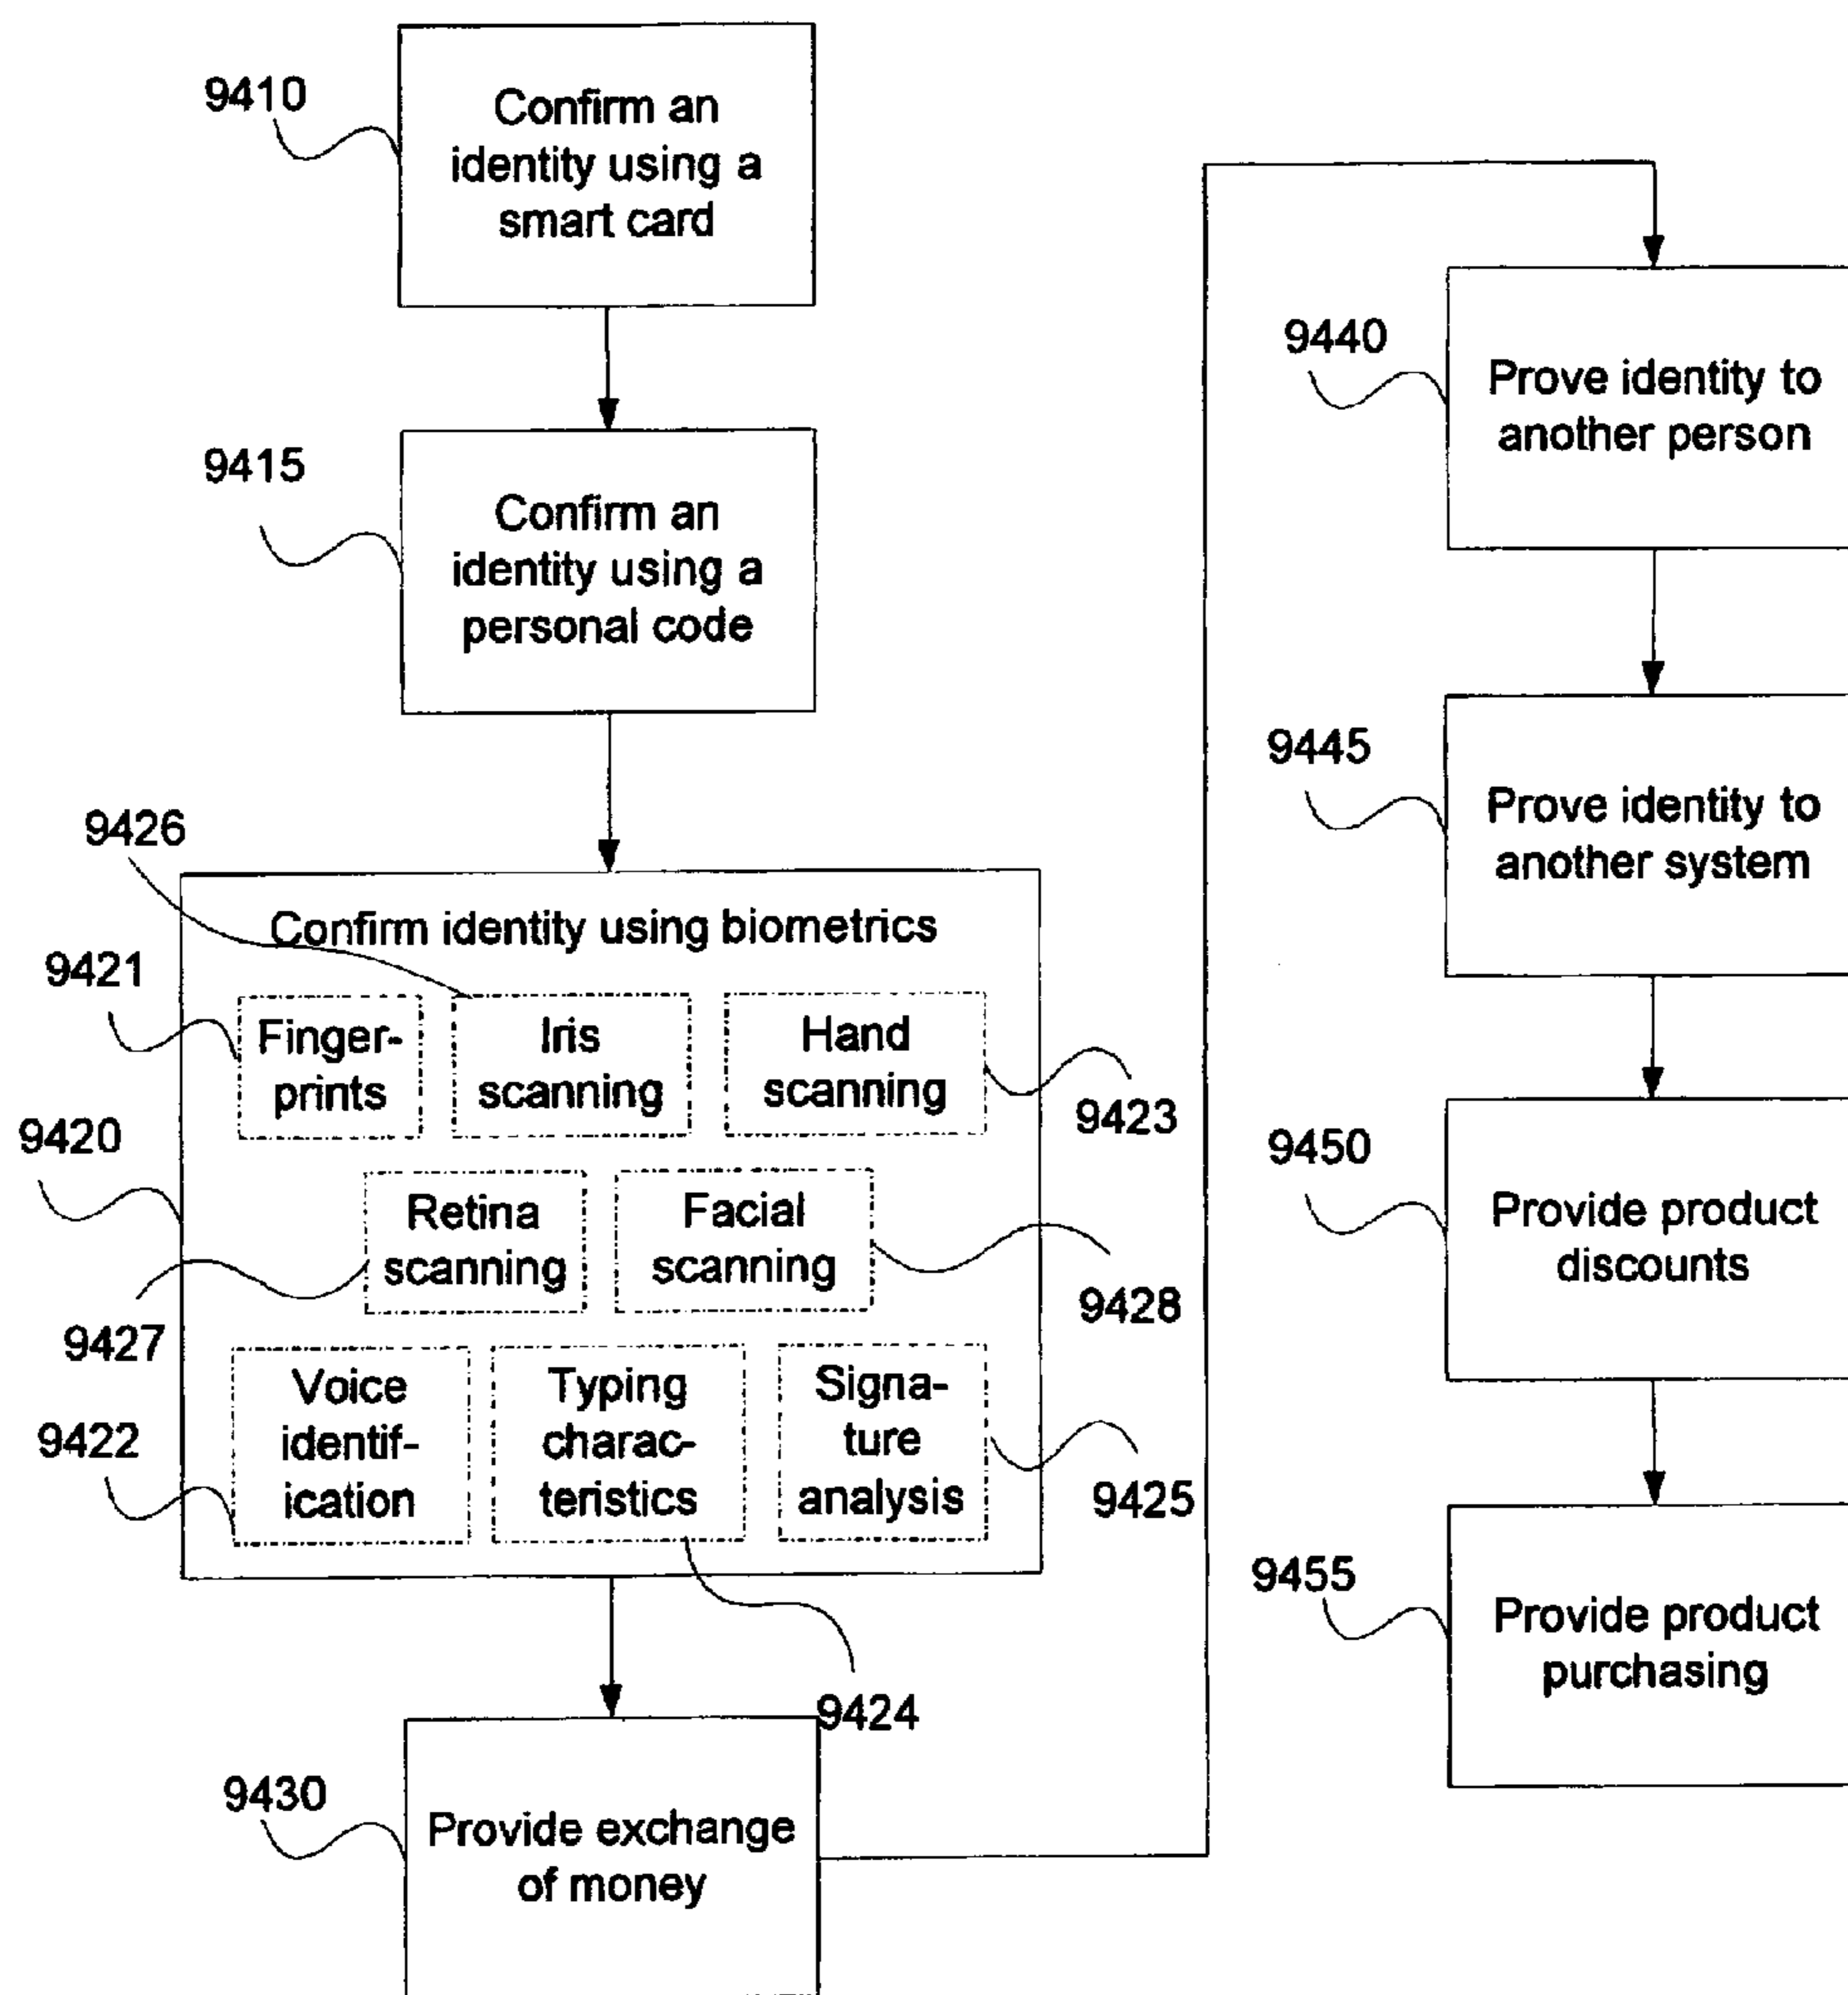 9410
Confirm an
identity using a
smart card
9415
Confirm an
identity using a
personal code
9426
Confirm identity using biometrics
9421
Finger-
prints
Iris
scanning
Hand
scanning
9423
9420
Retina
scanning
Facial
scanning
9427
9428
Voice
identif-
ication
Typing
charac-
teristics
Signa-
ture
analysis
9422
9425
9424
9430
Provide exchange
of money
9440
Prove identity to
another person
9445
Prove identity to
another system
9450
Provide product
discounts
9455
Provide product
purchasing